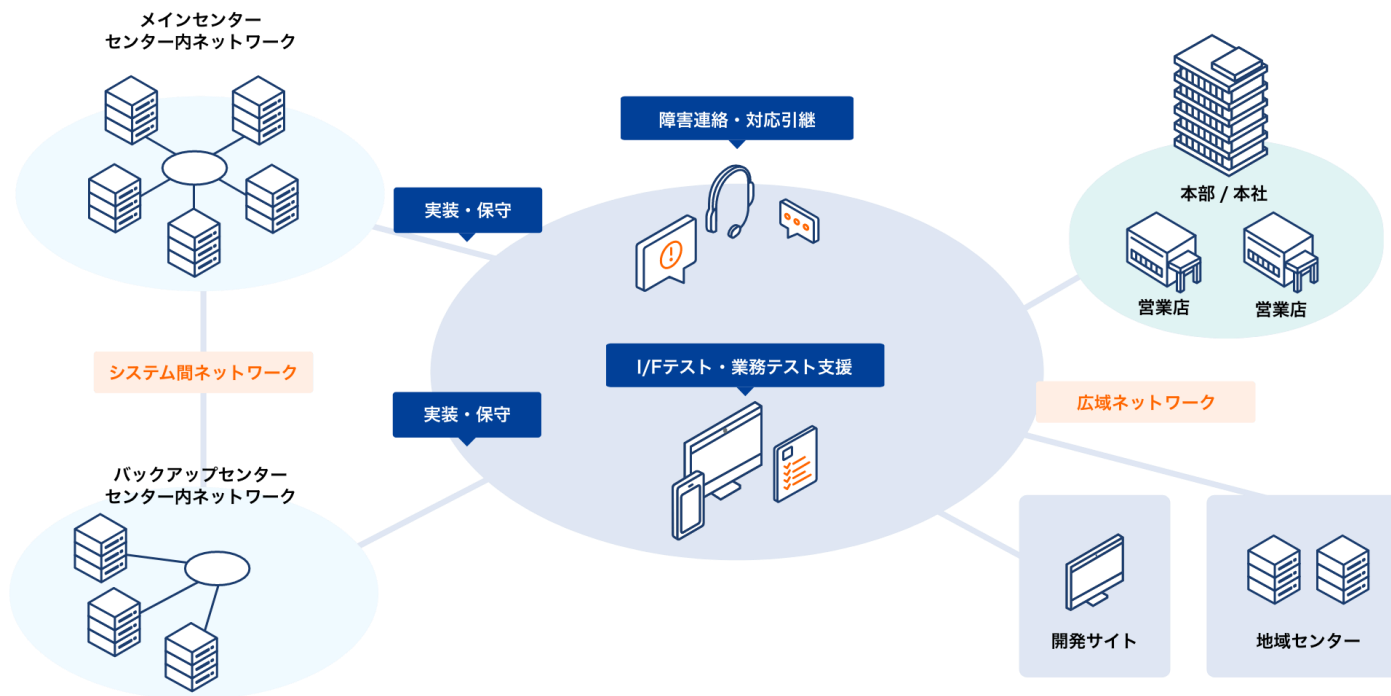 メインセンター
センター内ネットワーク
障害連絡・対応引継
実装・保守
本部 / 本社
営業店
営業店
システム間ネットワーク
I/Fテスト・業務テスト支援
実装・保守
広域ネットワーク
バックアップセンター
センター内ネットワーク
開発サイト
地域センター